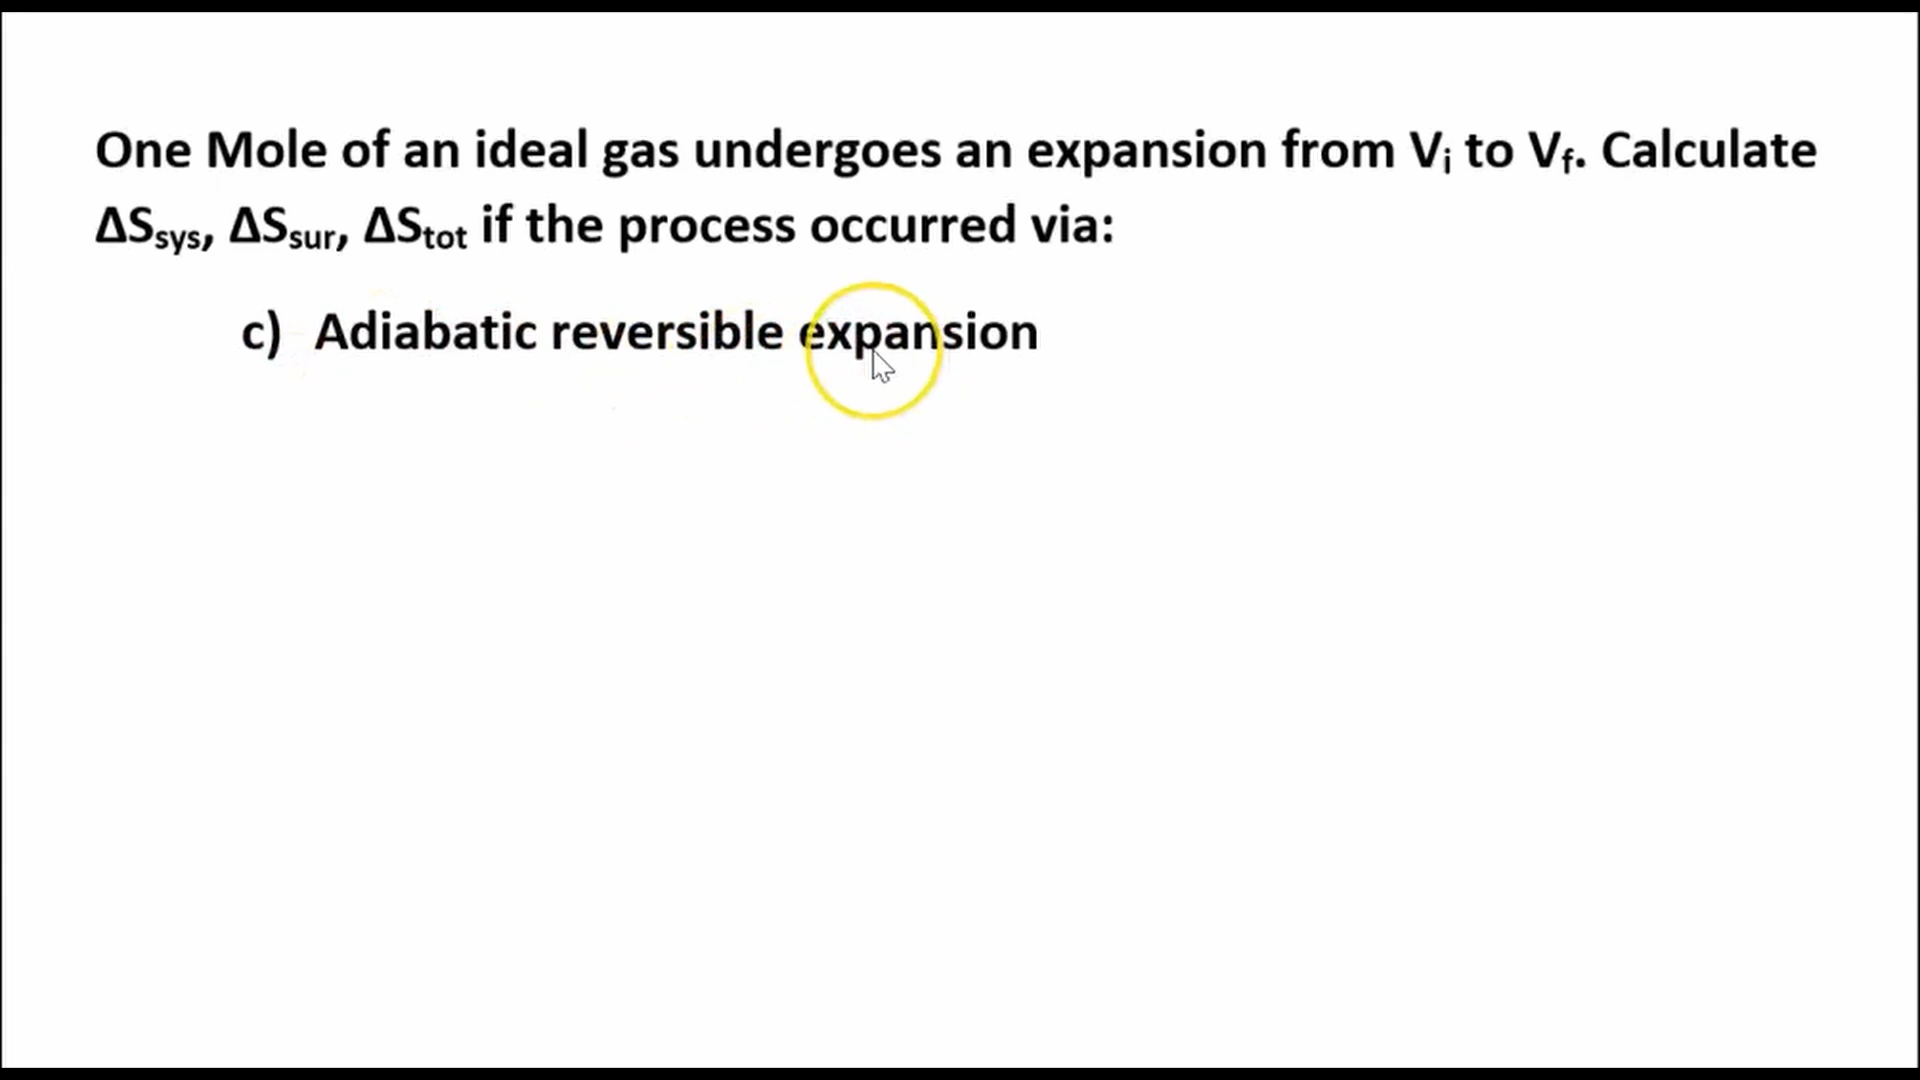 One Mole of an ideal gas undergoes an expansion from Vᵢ to V_f. Calculate
ΔS_sys, ΔS_sur, ΔS_tot if the process occurred via:
c) Adiabatic reversible expansion